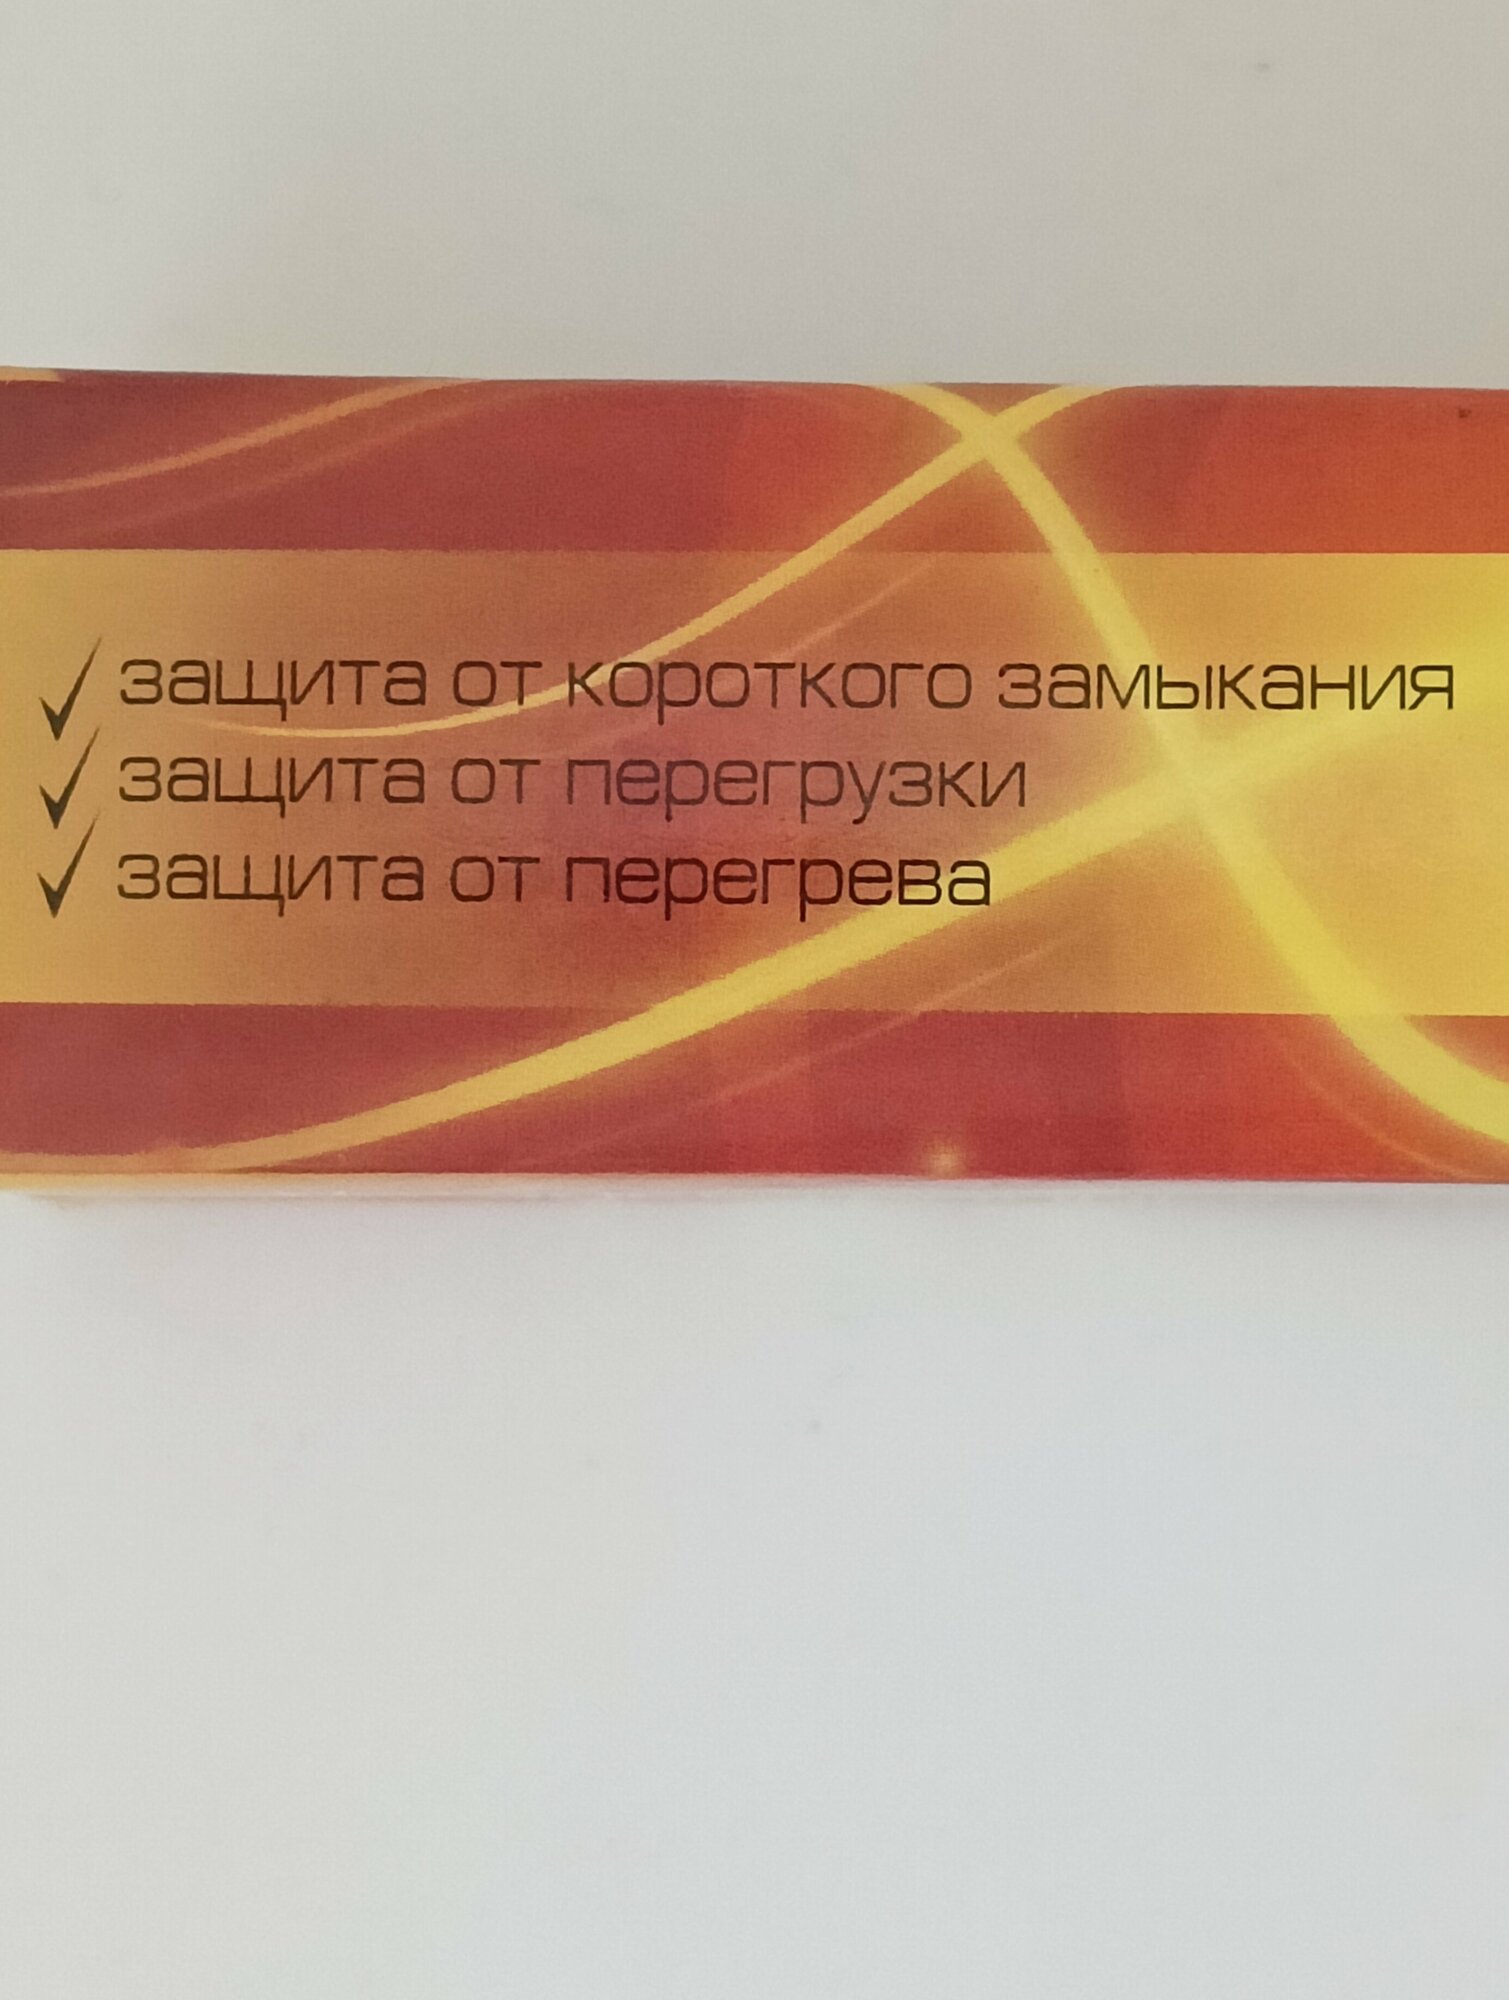 защита от короткого замыкания
защита от перегрузки
защита от перегрева